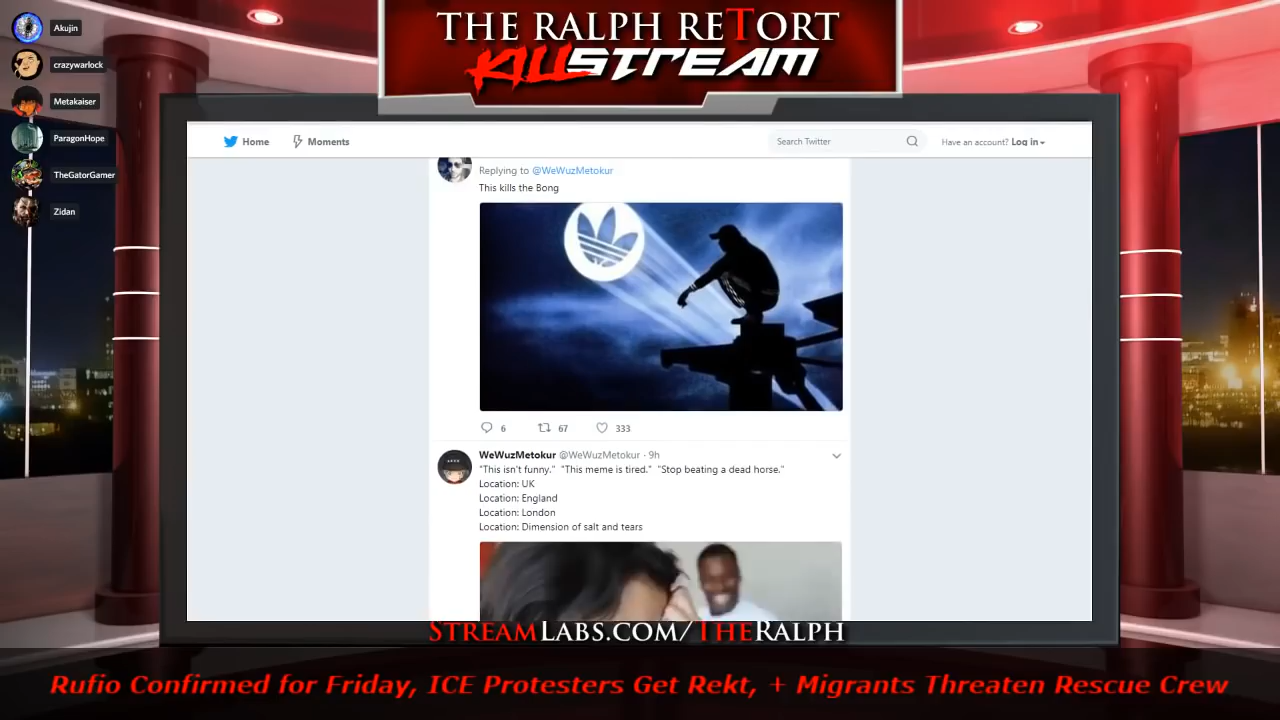 Akujin
crazywarlock
Metakaiser
ParagonHope
TheGatorGamer
Zidan
THE RALPH RETORT
KILLSTREAM
Home
Moments
Search Twitter
Have an account? Log in
Replying to @WeWuzMetokur
This kills the Bong
6
67
333
WeWuzMetokur @WeWuzMetokur · 9h
"This isn't funny." "This meme is tired." "Stop beating a dead horse."
Location: UK
Location: England
Location: London
Location: Dimension of salt and tears
STREAMLABS.COM/THERALPH
Rufio Confirmed for Friday, ICE Protesters Get Rekt, + Migrants Threaten Rescue Crew